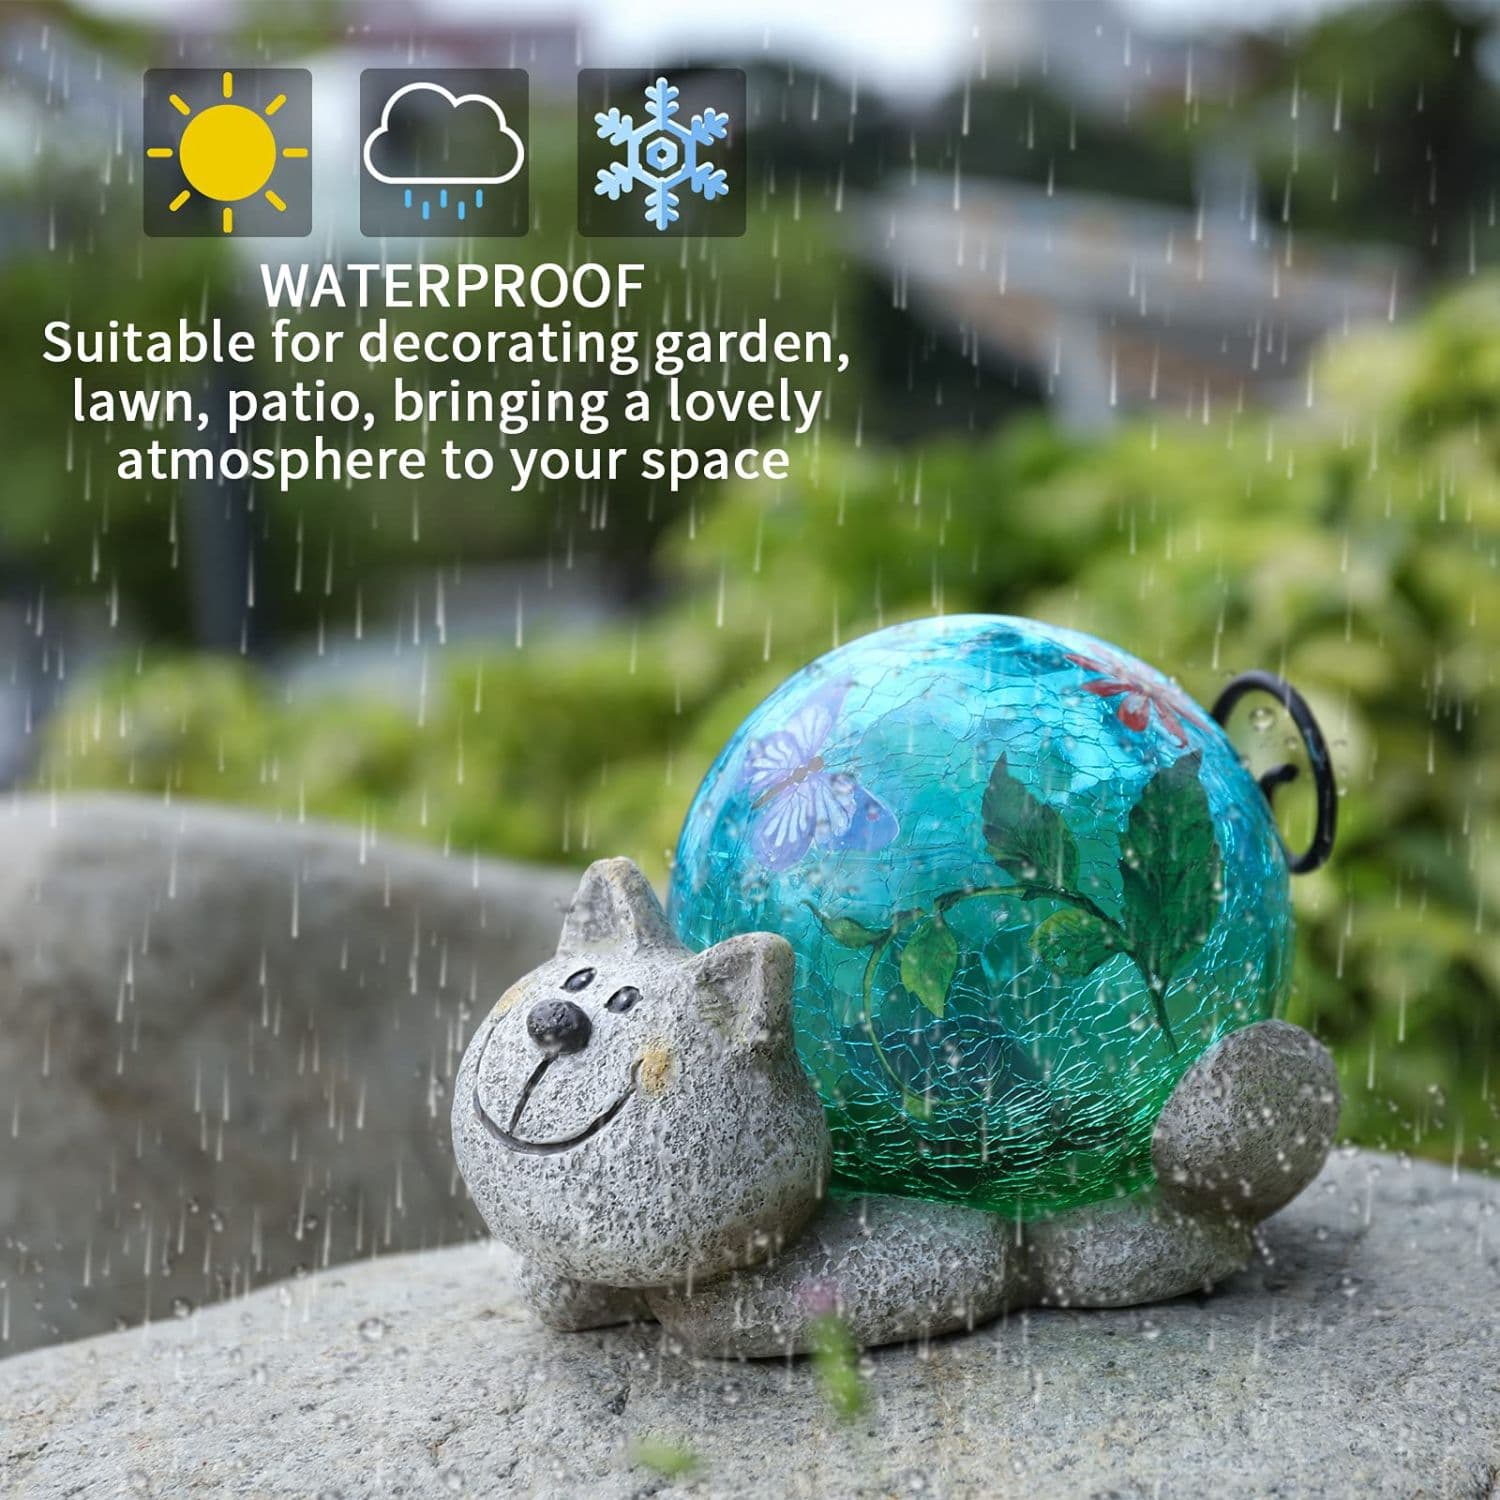 WATERPROOF
Suitable for decorating garden,
lawn, patio, bringing a lovely
atmosphere to your space